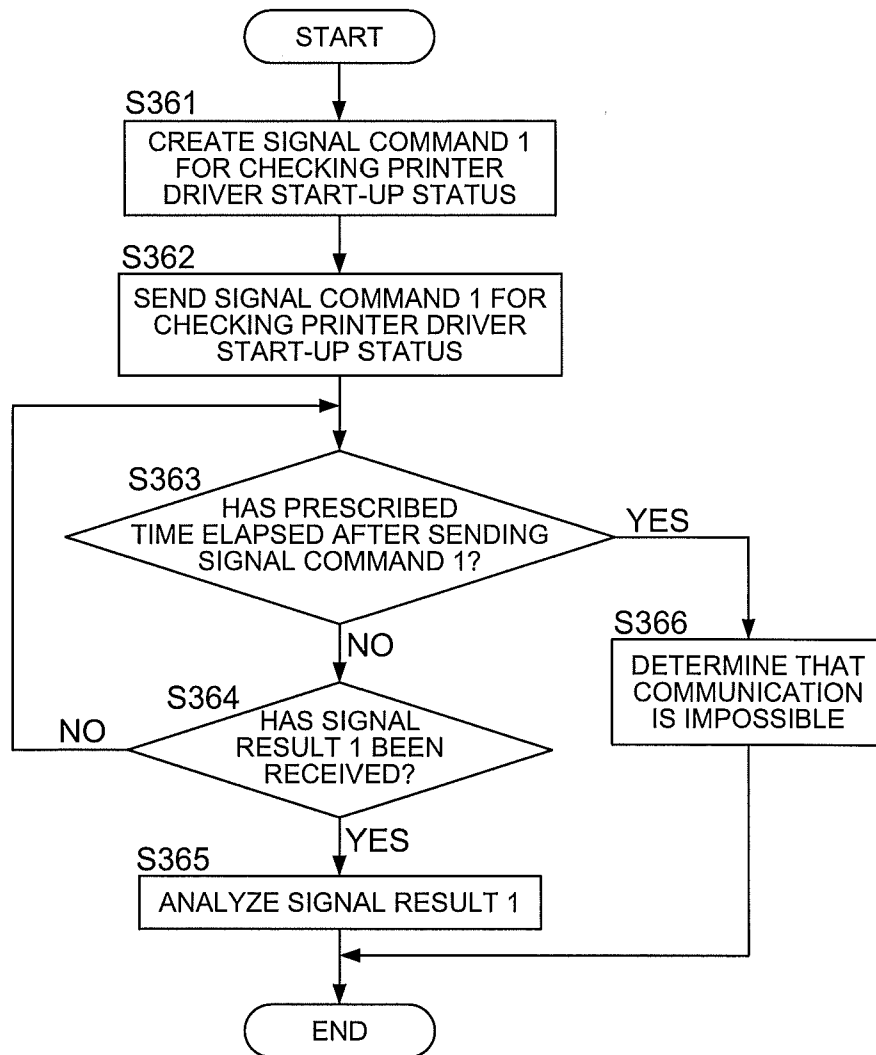 START
S361
CREATE SIGNAL COMMAND 1
FOR CHECKING PRINTER
DRIVER START-UP STATUS
S362
SEND SIGNAL COMMAND 1 FOR
CHECKING PRINTER DRIVER
START-UP STATUS
S363
HAS PRESCRIBED
TIME ELAPSED AFTER SENDING
SIGNAL COMMAND 1?
YES
NO
S366
DETERMINE THAT
COMMUNICATION
IS IMPOSSIBLE
S364
HAS SIGNAL
RESULT 1 BEEN
RECEIVED?
NO
YES
S365
ANALYZE SIGNAL RESULT 1
END